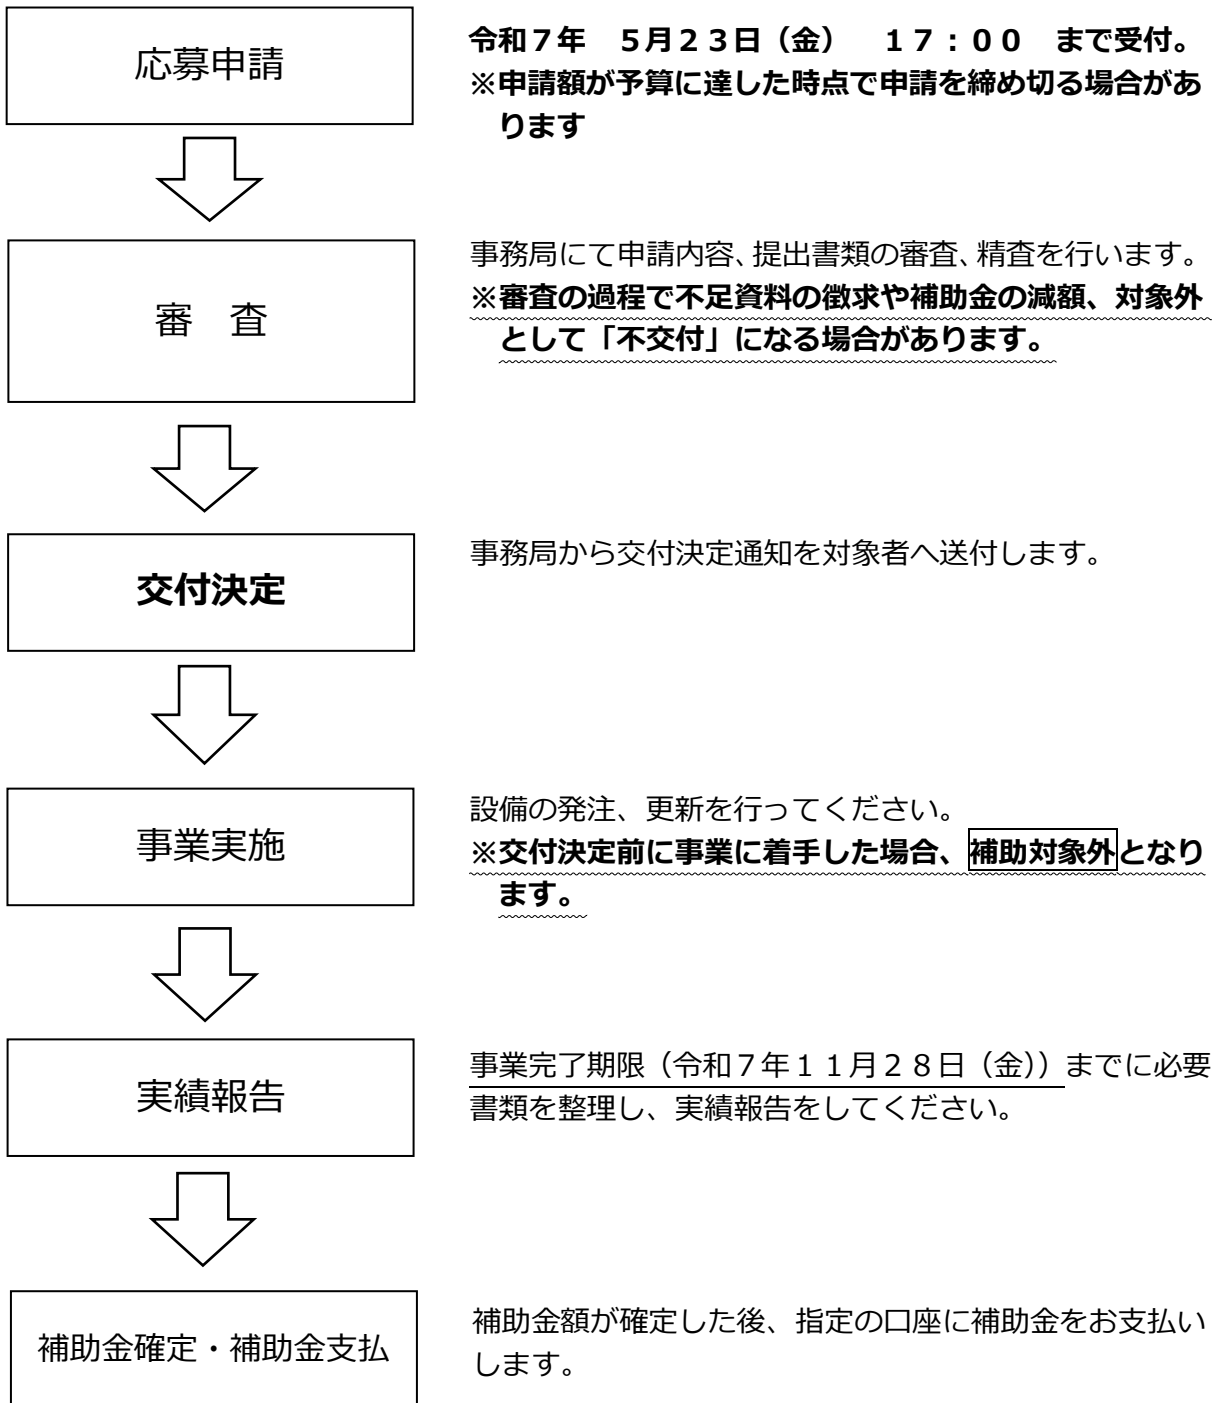 応募申請
令和７年　５月２３日（金）　１７：００　まで受付。
※申請額が予算に達した時点で申請を締め切る場合があ
ります
審　査
事務局にて申請内容、提出書類の審査、精査を行います。
※審査の過程で不足資料の徴求や補助金の減額、対象外
として「不交付」になる場合があります。
交付決定
事務局から交付決定通知を対象者へ送付します。
事業実施
設備の発注、更新を行ってください。
※交付決定前に事業に着手した場合、補助対象外となり
ます。
実績報告
事業完了期限（令和７年１１月２８日（金））までに必要
書類を整理し、実績報告をしてください。
補助金確定・補助金支払
補助金額が確定した後、指定の口座に補助金をお支払い
します。